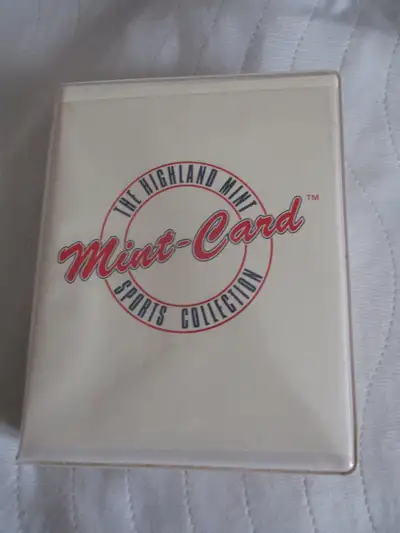 THE HIGHLAND MINT
Mint-Card™
SPORTS COLLECTION